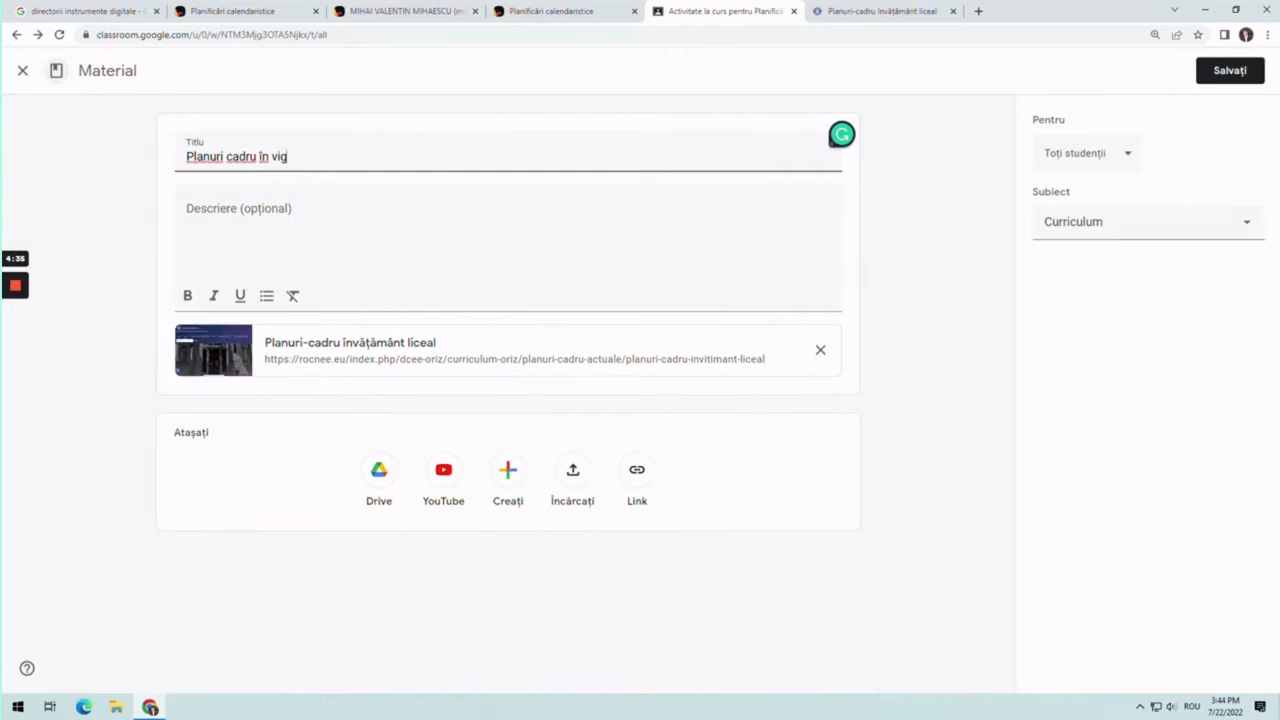 directorii instrumente digitale - C
Planificări calendaristice
MIHAI VALENTIN MIHAESCU (m
Planificări calendaristice
Activitate la curs pentru Planifică
Planuri-cadru învățământ liceal
classroom.google.com/u/0/w/NTM3Mjg3OTA5Njkx/t/all
Material
Salvați
Titlu
Planuri cadru în vig
Descriere (opțional)
B I U
Planuri-cadru învățământ liceal
https://rocnee.eu/index.php/dcee-oriz/curriculum-oriz/planuri-cadru-actuale/planuri-cadru-invitimant-liceal
Atașați
Drive
YouTube
Creați
Încărcați
Link
Pentru
Toți studenții
Subiect
Curriculum
4:35
ROU
3:44 PM
7/22/2022